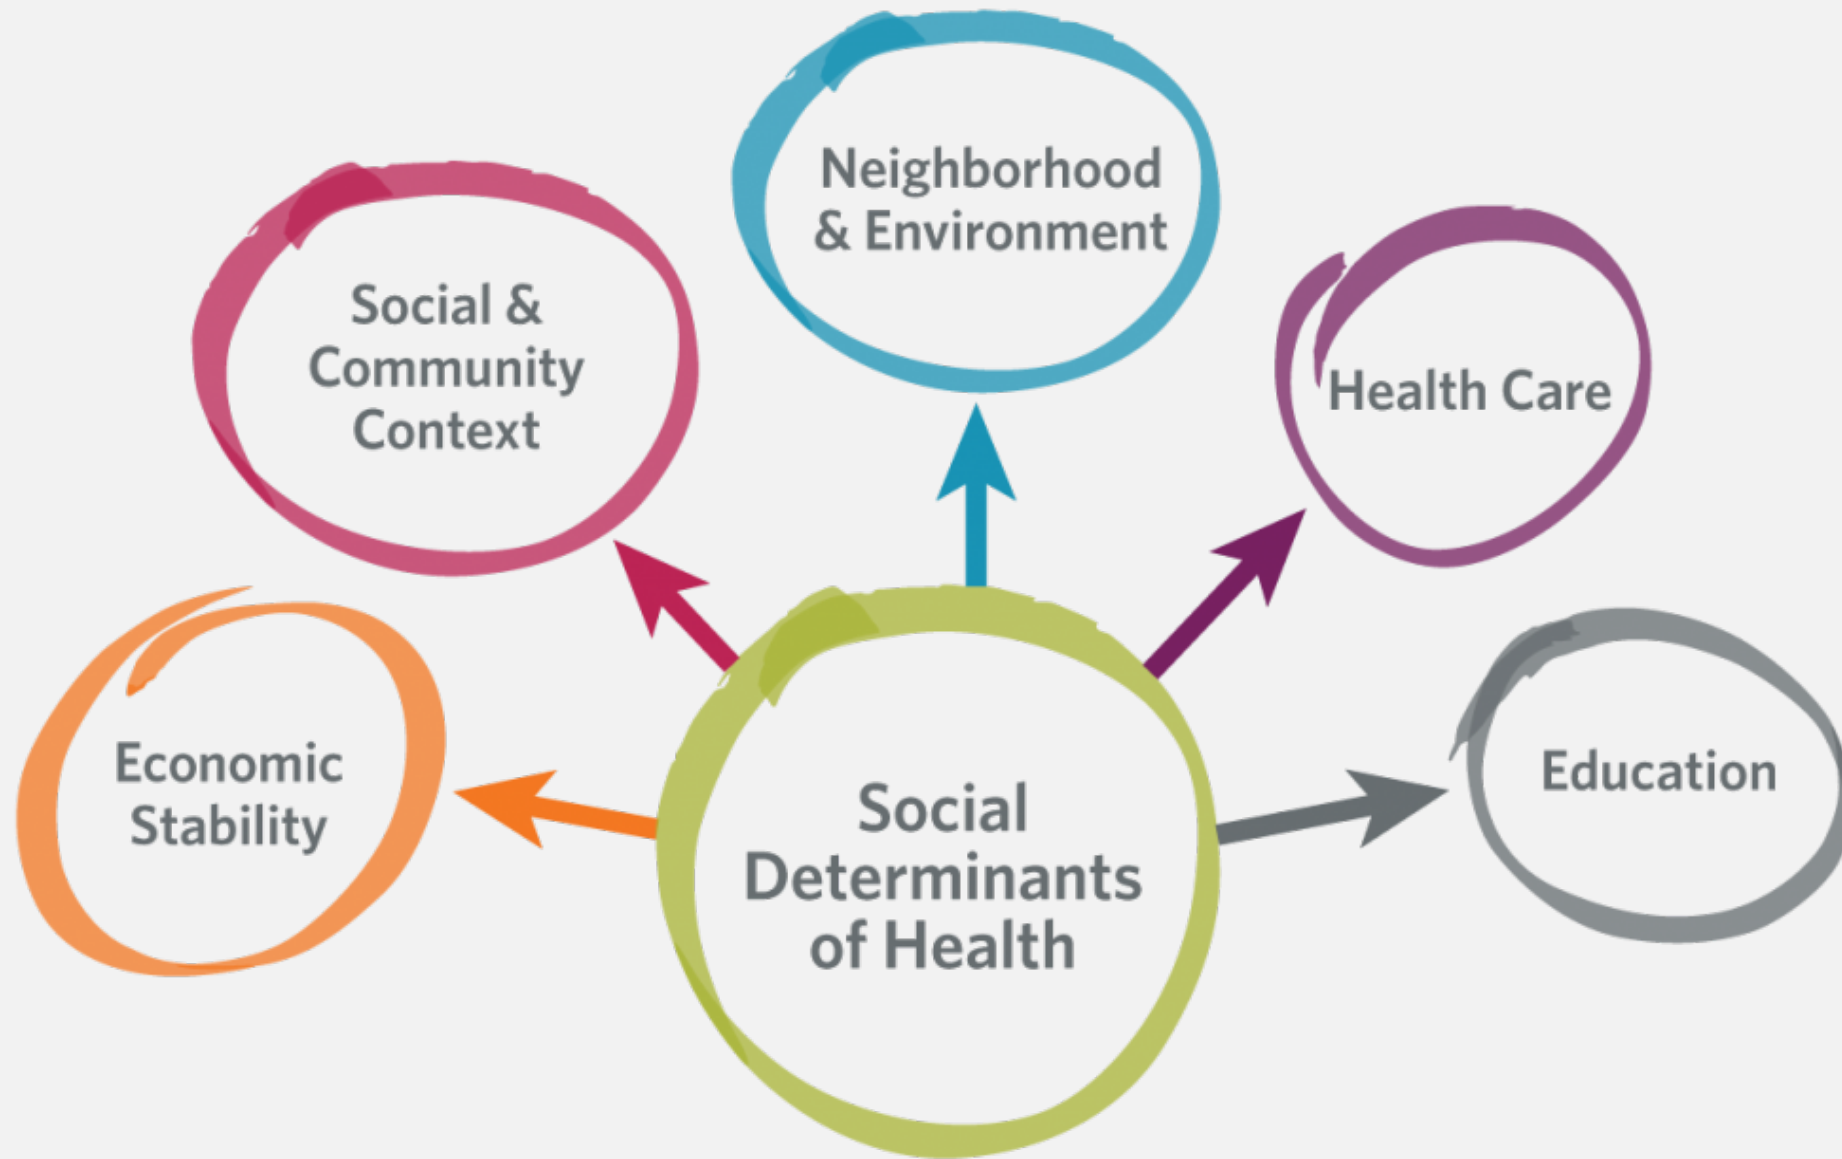 Neighborhood
& Environment
Social &
Community
Context
Health Care
Economic
Stability
Education
Social
Determinants
of Health